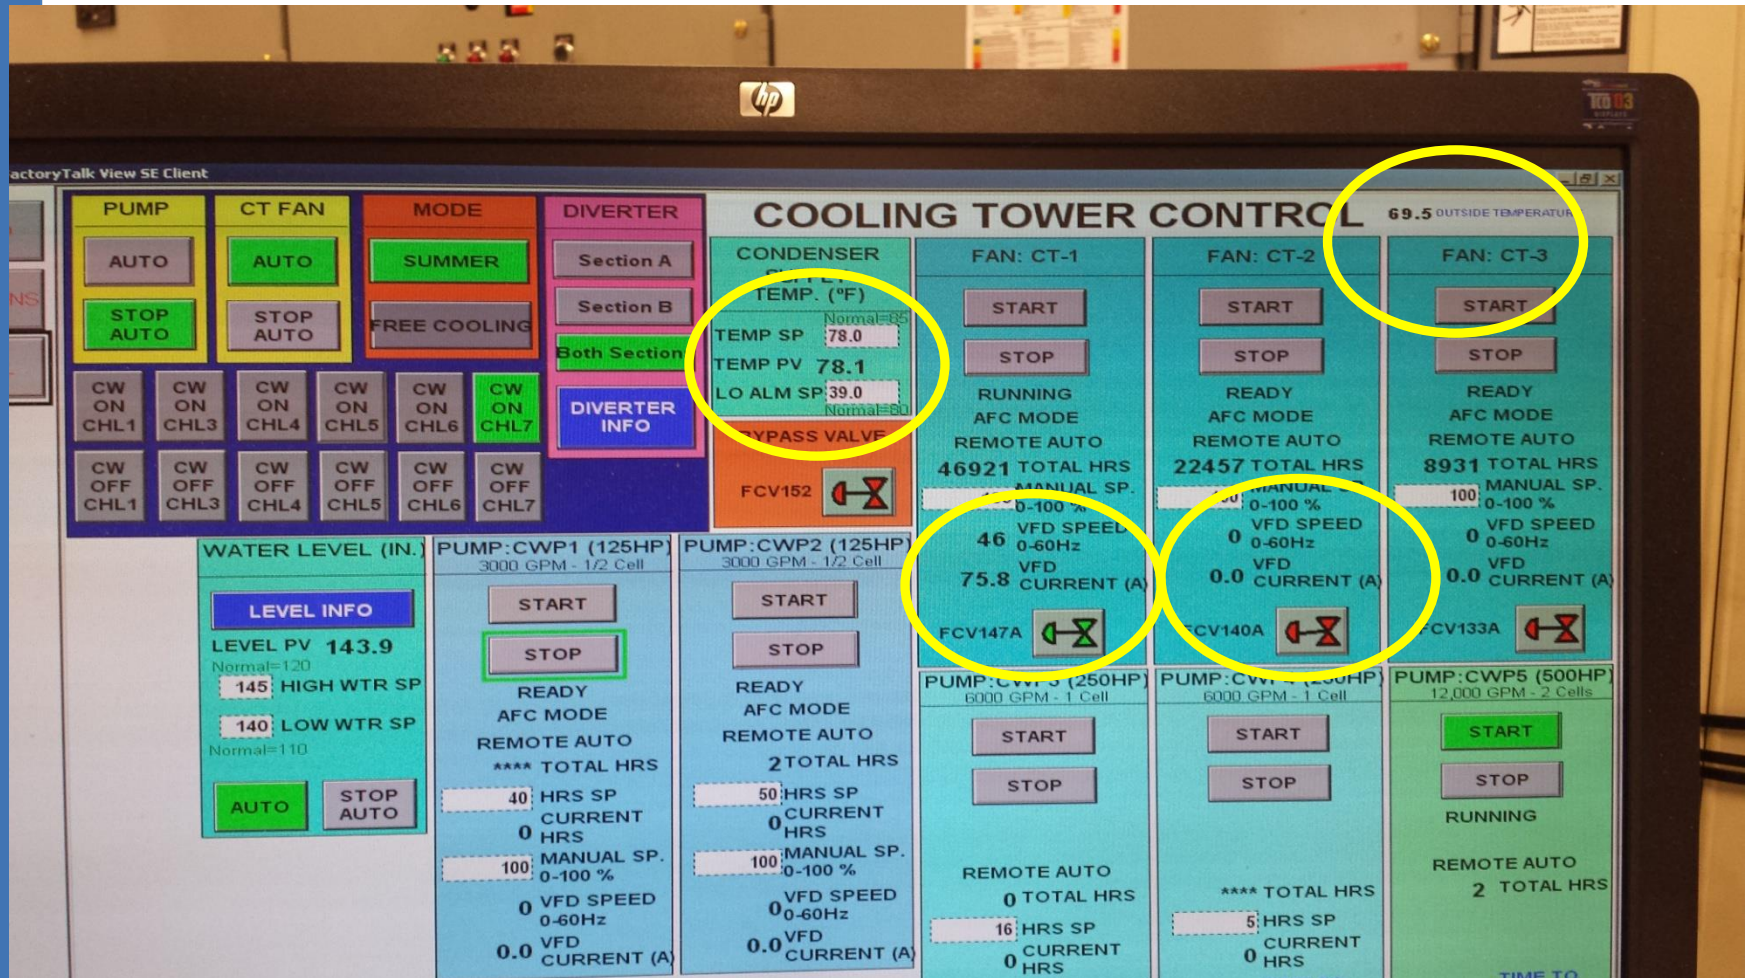 hp
TCO 03
DISPLAYS
actoryTalk View SE Client
PUMP
AUTO
STOP
AUTO
CT FAN
AUTO
STOP
AUTO
MODE
SUMMER
FREE COOLING
DIVERTER
Section A
Section B
Both Section
DIVERTER
INFO
CW
ON
CHL1
CW
ON
CHL3
CW
ON
CHL4
CW
ON
CHL5
CW
ON
CHL6
CW
ON
CHL7
CW
OFF
CHL1
CW
OFF
CHL3
CW
OFF
CHL4
CW
OFF
CHL5
CW
OFF
CHL6
CW
OFF
CHL7
COOLING TOWER CONTROL
69.5 OUTSIDE TEMPERATUR
CONDENSER
TEMP. (ºF)
Normal=85
TEMP SP 78.0
TEMP PV 78.1
LO ALM SP 39.0
Normal=80
BYPASS VALVE
FCV152
FAN: CT-1
START
STOP
RUNNING
AFC MODE
REMOTE AUTO
46921 TOTAL HRS
MANUAL SP.
0-100 %
46 VFD SPEED
0-60Hz
75.8 VFD
CURRENT (A)
FCV147A
FAN: CT-2
START
STOP
READY
AFC MODE
REMOTE AUTO
22457 TOTAL HRS
MANUAL SP
0-100 %
0 VFD SPEED
0-60Hz
0.0 VFD
CURRENT (A)
FCV140A
FAN: CT-3
START
STOP
READY
AFC MODE
REMOTE AUTO
8931 TOTAL HRS
100 MANUAL SP.
0-100 %
0 VFD SPEED
0-60Hz
0.0 VFD
CURRENT (A)
FCV133A
WATER LEVEL (IN.)
LEVEL INFO
LEVEL PV 143.9
Normal=120
145 HIGH WTR SP
140 LOW WTR SP
Normal=110
AUTO
STOP
AUTO
PUMP:CWP1 (125HP)
3000 GPM - 1/2 Cell
START
STOP
READY
AFC MODE
REMOTE AUTO
**** TOTAL HRS
40 HRS SP
0 CURRENT
HRS
100 MANUAL SP.
0-100 %
0 VFD SPEED
0-60Hz
0.0 VFD
CURRENT (A)
PUMP:CWP2 (125HP)
3000 GPM - 1/2 Cell
START
STOP
READY
AFC MODE
REMOTE AUTO
2 TOTAL HRS
50 HRS SP
0 CURRENT
HRS
100 MANUAL SP.
0-100 %
0 VFD SPEED
0-60Hz
0.0 VFD
CURRENT (A)
PUMP:CWP3 (250HP)
6000 GPM - 1 Cell
START
STOP
REMOTE AUTO
0 TOTAL HRS
16 HRS SP
0 CURRENT
HRS
6000 GPM - 1 Cell
START
STOP
**** TOTAL HRS
5 HRS SP
0 CURRENT
HRS
PUMP:CWP5 (500HP)
12,000 GPM - 2 Cells
START
STOP
RUNNING
REMOTE AUTO
2 TOTAL HRS
TIME TO